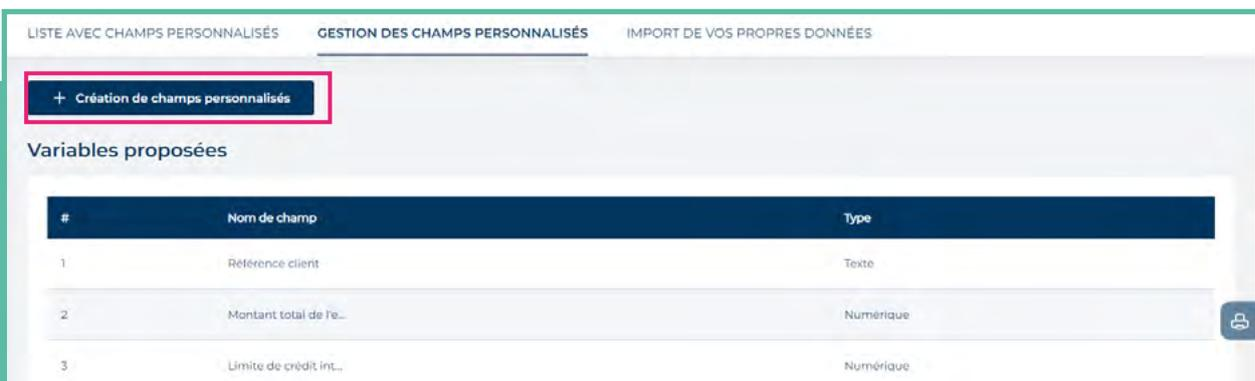 LISTE AVEC CHAMPS PERSONNALISÉS GESTION DES CHAMPS PERSONNALISÉS IMPORT DE VOS PROPRES DONNÉES
+ Création de champs personnalisés
Variables proposées
# Nom de champ Type
1 Référence client Texte
2 Montant total de l'e... Numérique
3 Limite de crédit int... Numérique